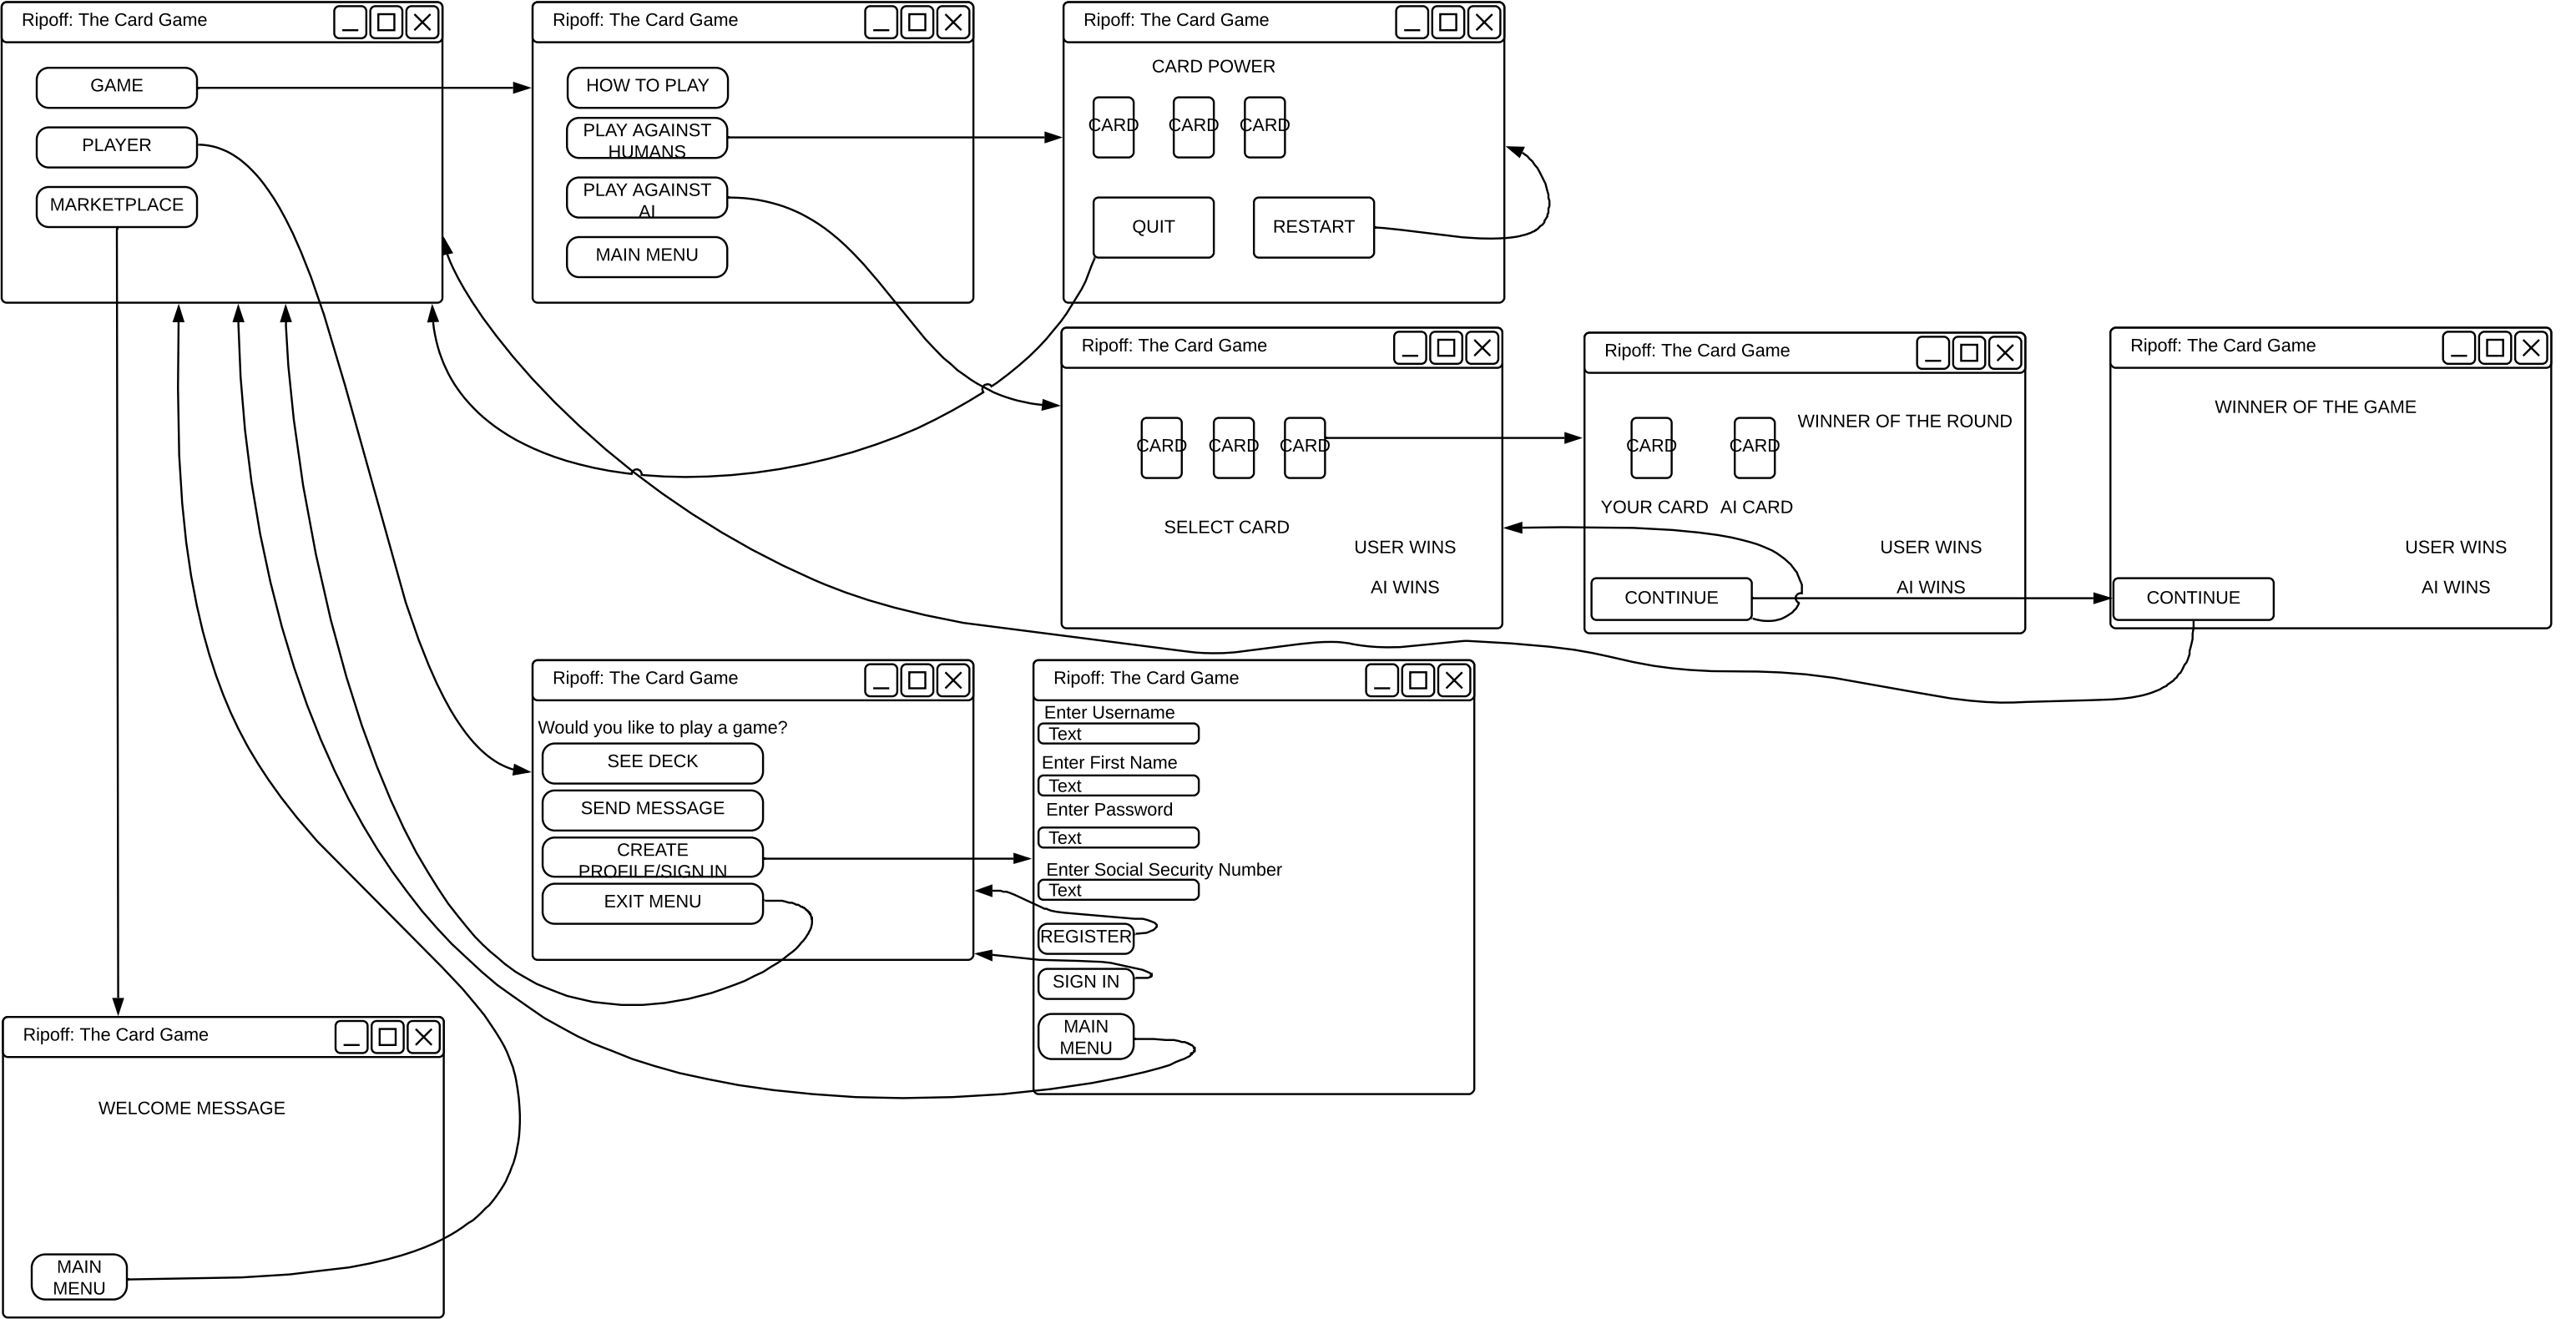 Ripoff: The Card Game
GAME
PLAYER
MARKETPLACE
Ripoff: The Card Game
HOW TO PLAY
PLAY AGAINST
HUMANS
PLAY AGAINST
AI
MAIN MENU
Ripoff: The Card Game
CARD POWER
CARD CARD CARD
QUIT RESTART
Ripoff: The Card Game
CARD CARD CARD
SELECT CARD
USER WINS
AI WINS
Ripoff: The Card Game
WINNER OF THE ROUND
CARD CARD
YOUR CARD AI CARD
USER WINS
AI WINS
CONTINUE
Ripoff: The Card Game
WINNER OF THE GAME
USER WINS
AI WINS
CONTINUE
Ripoff: The Card Game
Would you like to play a game?
SEE DECK
SEND MESSAGE
CREATE
PROFILE/SIGN IN
EXIT MENU
Ripoff: The Card Game
Enter Username
Text
Enter First Name
Text
Enter Password
Text
Enter Social Security Number
Text
REGISTER
SIGN IN
MAIN
MENU
Ripoff: The Card Game
WELCOME MESSAGE
MAIN
MENU